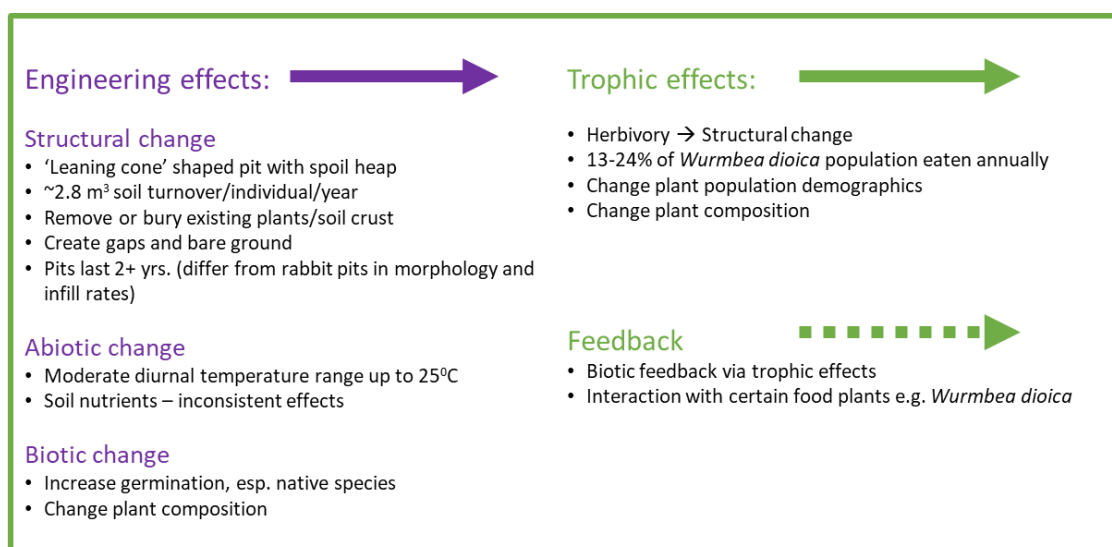 Engineering effects:
Structural change
• 'Leaning cone' shaped pit with spoil heap
• ~2.8 m³ soil turnover/individual/year
• Remove or bury existing plants/soil crust
• Create gaps and bare ground
• Pits last 2+ yrs. (differ from rabbit pits in morphology and
infill rates)
Abiotic change
• Moderate diurnal temperature range up to 25⁰C
• Soil nutrients – inconsistent effects
Biotic change
• Increase germination, esp. native species
• Change plant composition
Trophic effects:
• Herbivory → Structural change
• 13-24% of Wurmbea dioica population eaten annually
• Change plant population demographics
• Change plant composition
Feedback
• Biotic feedback via trophic effects
• Interaction with certain food plants e.g. Wurmbea dioica